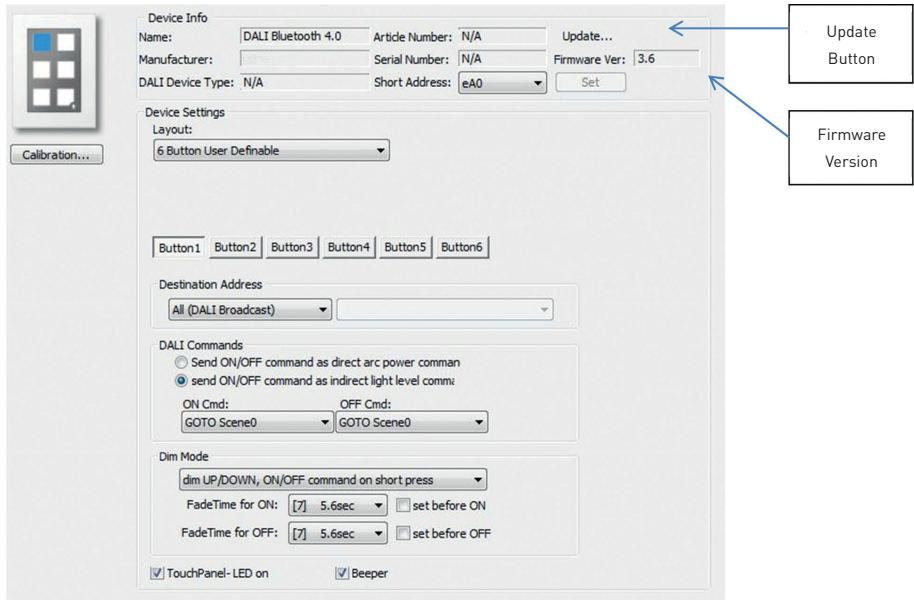 Device Info
Name: DALI Bluetooth 4.0 Article Number: N/A Update...
Manufacturer: Serial Number: N/A Firmware Ver: 3.6
DALI Device Type: N/A Short Address: eA0 Set
Update
Button
Firmware
Version
Calibration...
Device Settings
Layout:
6 Button User Definable
Button1 Button2 Button3 Button4 Button5 Button6
Destination Address
All (DALI Broadcast)
DALI Commands
Send ON/OFF command as direct arc power comman
send ON/OFF command as indirect light level comma
ON Cmd: OFF Cmd:
GOTO Scene0 GOTO Scene0
Dim Mode
dim UP/DOWN, ON/OFF command on short press
FadeTime for ON: [7] 5.6sec set before ON
FadeTime for OFF: [7] 5.6sec set before OFF
TouchPanel-LED on Beeper